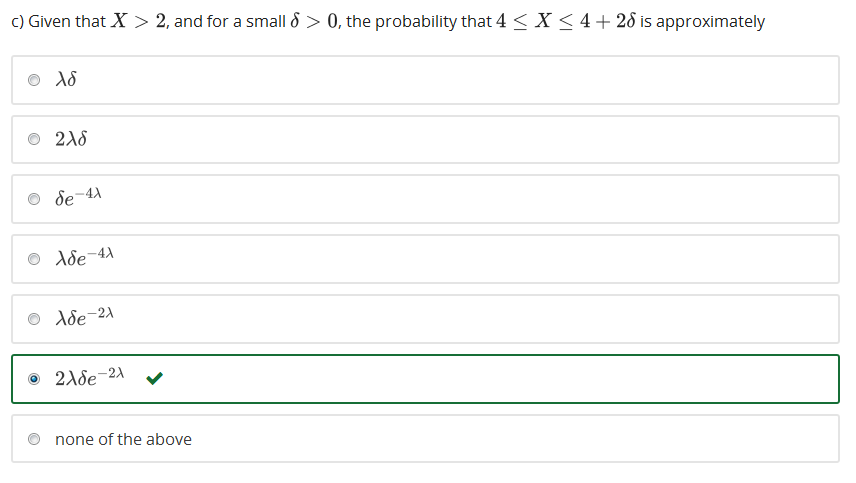 c) Given that X > 2, and for a small δ > 0, the probability that 4 ≤ X ≤ 4 + 2δ is approximately
λδ
2λδ
δe⁻⁴λ
λδe⁻⁴λ
λδe⁻²λ
2λδe⁻²λ
none of the above